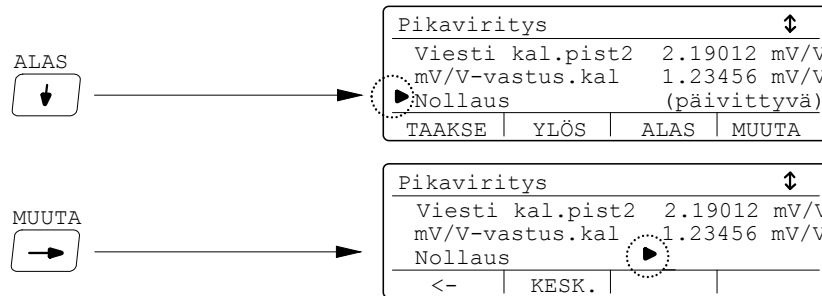 ALAS
Pikaviritys
Viesti kal.pist2 2.19012 mV/V
mV/V-vastus.kal 1.23456 mV/V
Nollaus (päivittyvä)
TAAKSE YLÖS ALAS MUUTA
MUUTA
Pikaviritys
Viesti kal.pist2 2.19012 mV/V
mV/V-vastus.kal 1.23456 mV/V
Nollaus
<- KESK.